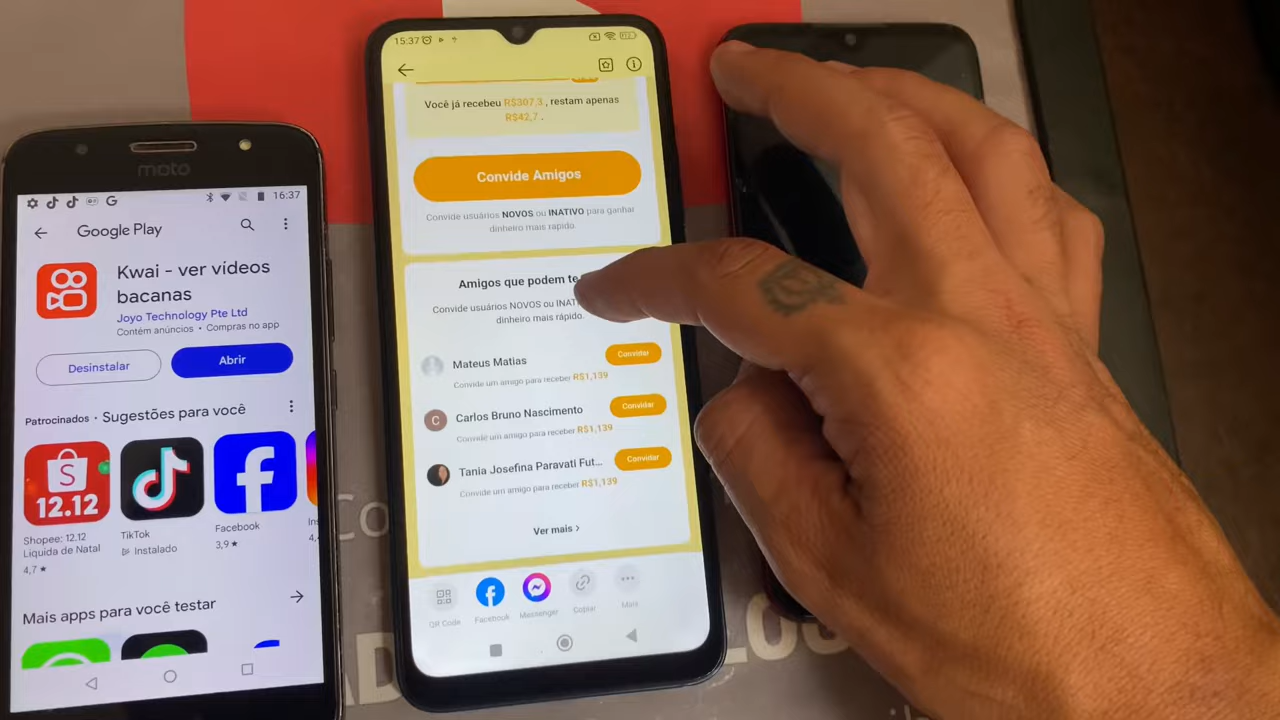 moto
16:37
Google Play
Kwai - ver vídeos
bacanas
Joyo Technology Pte Ltd
Contém anúncios • Compras no app
Desinstalar
Abrir
Patrocinados • Sugestões para você
S
12.12
Shopee: 12.12
Liquida de Natal
4,7 ★
TikTok
Instalado
Facebook
3,9 ★
Mais apps para você testar
15:37
Você já recebeu R$307,3 , restam apenas
R$42,7 .
Convide Amigos
Convide usuários NOVOS ou INATIVO para ganhar
dinheiro mais rápido.
Amigos que podem te
Convide usuários NOVOS ou
dinheiro mais rápido.
Mateus Matias
Convidar
Convide um amigo para receber R$1,139
C
Carlos Bruno Nascimento
Convidar
Convide um amigo para receber R$1,139
Tania Josefina Paravati Fut...
Convidar
Convide um amigo para receber R$1,139
Ver mais >
QR Code
Facebook
Messenger
Copiar
Mais